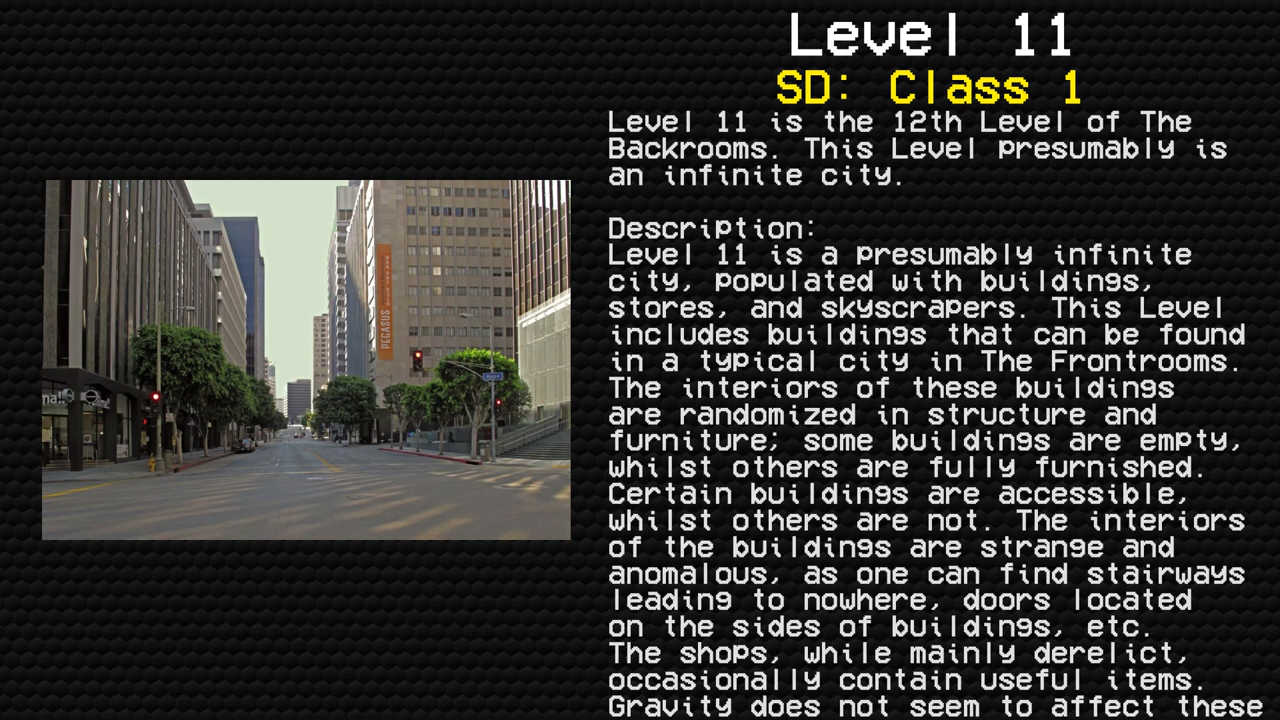 Level 11
SD: Class 1
Level 11 is the 12th Level of The
Backrooms. This Level presumably is
an infinite city.
Description:
Level 11 is a presumably infinite
city, populated with buildings,
stores, and skyscrapers. This Level
includes buildings that can be found
in a typical city in The Frontrooms.
The interiors of these buildings
are randomized in structure and
furniture; some buildings are empty,
whilst others are fully furnished.
Certain buildings are accessible,
whilst others are not. The interiors
of the buildings are strange and
anomalous, as one can find stairways
leading to nowhere, doors located
on the sides of buildings, etc.
The shops, while mainly derelict,
occasionally contain useful items.
Gravity does not seem to affect these
PEGASUS